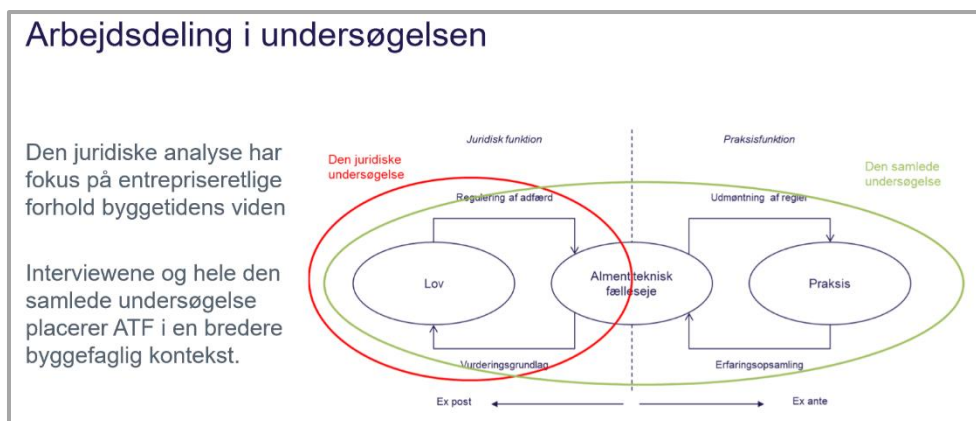 Arbejdsdeling i undersøgelsen
Den juridiske analyse har
fokus på entrepriseretlige
forhold byggetidens viden
Interviewene og hele den
samlede undersøgelse
placerer ATF i en bredere
byggefaglig kontekst.
Juridisk funktion
Praksisfunktion
Den juridiske
undersøgelse
Den samlede
undersøgelse
Regulering af adfærd
Udmøntning af regler
Lov
Alment teknisk
fælleseje
Praksis
Vurderingsgrundlag
Erfaringsopsamling
Ex post
Ex ante